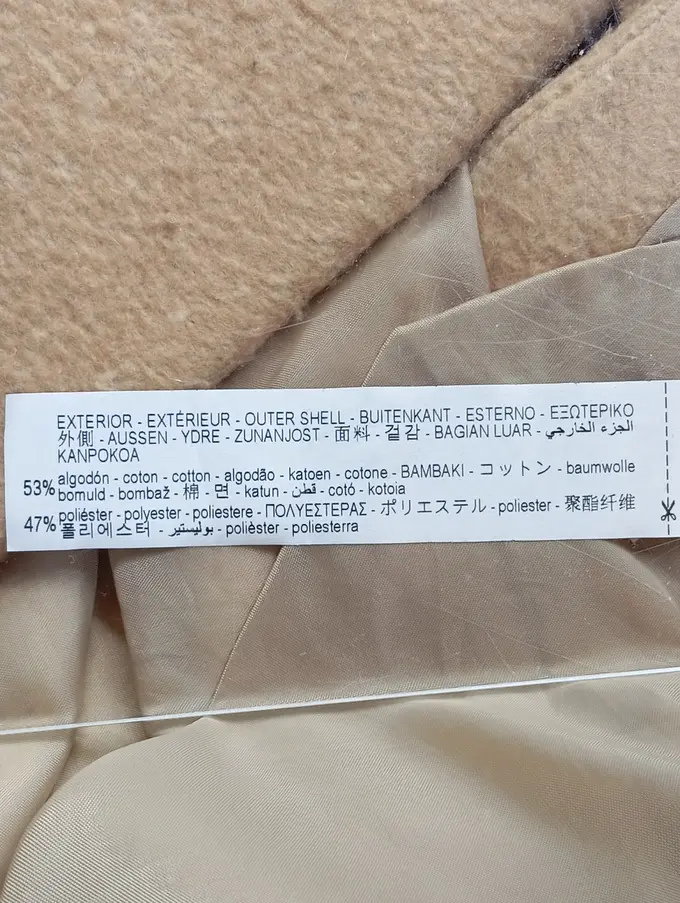 EXTERIOR - EXTÉRIEUR - OUTER SHELL - BUITENKANT - ESTERNO - ΕΞΩΤΕΡΙΚΟ
外側 - AUSSEN - YDRE - ZUNANJOST - 面料 - 겉감 - BAGIAN LUAR - الجزء الخارجي -
KANPOKOA
53% algodón - coton - cotton - algodão - katoen - cotone - BAMBAKI - コットン - baumwolle
bomuld - bombaž - 棉 - 면 - katun - قطن - cotó - kotoia
47% poliéster - polyester - poliestere - ΠΟΛΥΕΣΤΕΡΑΣ - ポリエステル - poliester - 聚酯纤维
폴리에스터 - بوليستير - polièster - poliesterra